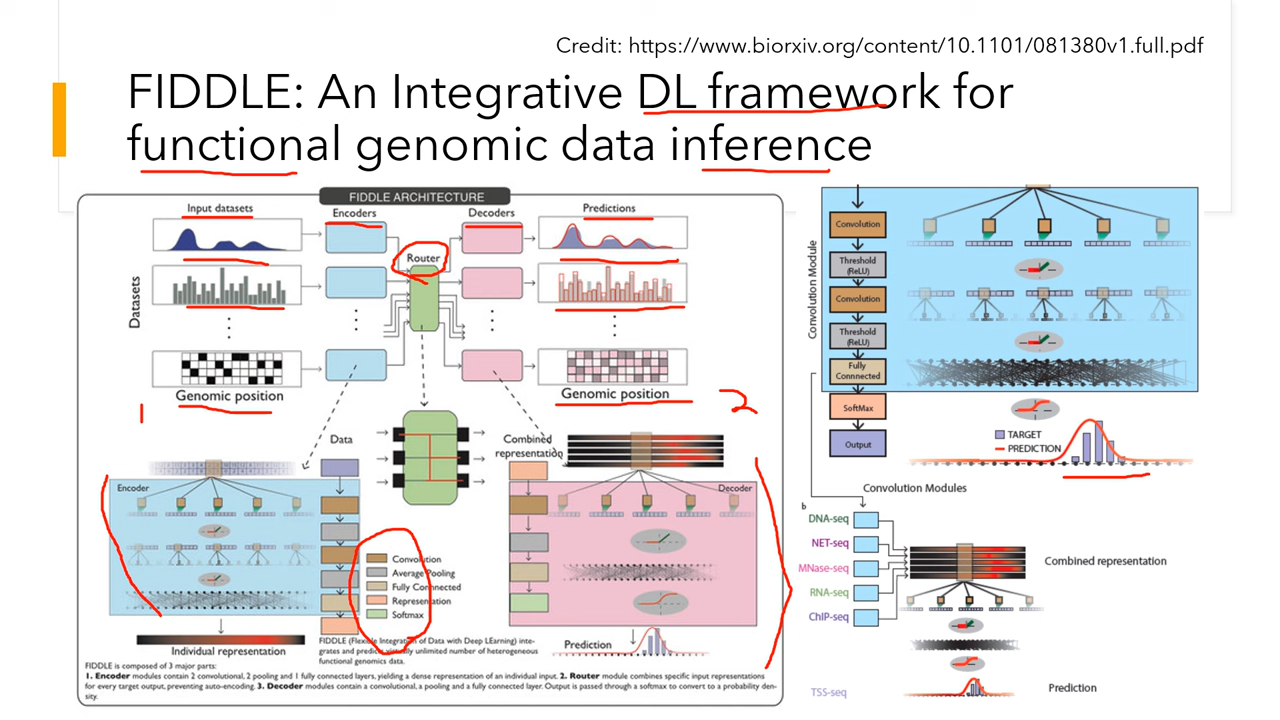 Credit: https://www.biorxiv.org/content/10.1101/081380v1.full.pdf
FIDDLE: An Integrative DL framework for
functional genomic data inference
FIDDLE ARCHITECTURE
Input datasets
Encoders
Decoders
Predictions
Router
Datasets
Genomic position
Genomic position
1
2
Data
Combined
representation
Encoder
Decoder
Convolution
Average Pooling
Fully Connnected
Representation
Softmax
Individual representation
Prediction
FIDDLE (Flexible Integration of Data with Deep LEarning) inte-
grates and predicts virtually unlimited number of heterogeneous
functional genomics data.
FIDDLE is composed of 3 major parts:
1. Encoder modules contain 2 convolutional, 2 pooling and 1 fully connected layers, yielding a dense representation of an individual input. 2. Router module combines specific input representations
for every target output, preventing auto-encoding. 3. Decoder modules contain a convolutional, a pooling and a fully connected layer. Output is passed through a softmax to convert to a probability den-
sity.
Convolution Module
Convolution
Threshold
(ReLU)
Convolution
Threshold
(ReLU)
Fully
Connnected
SoftMax
Output
TARGET
PREDICTION
Convolution Modules
b
DNA-seq
NET-seq
MNase-seq
RNA-seq
ChIP-seq
Combined representation
TSS-seq
Prediction